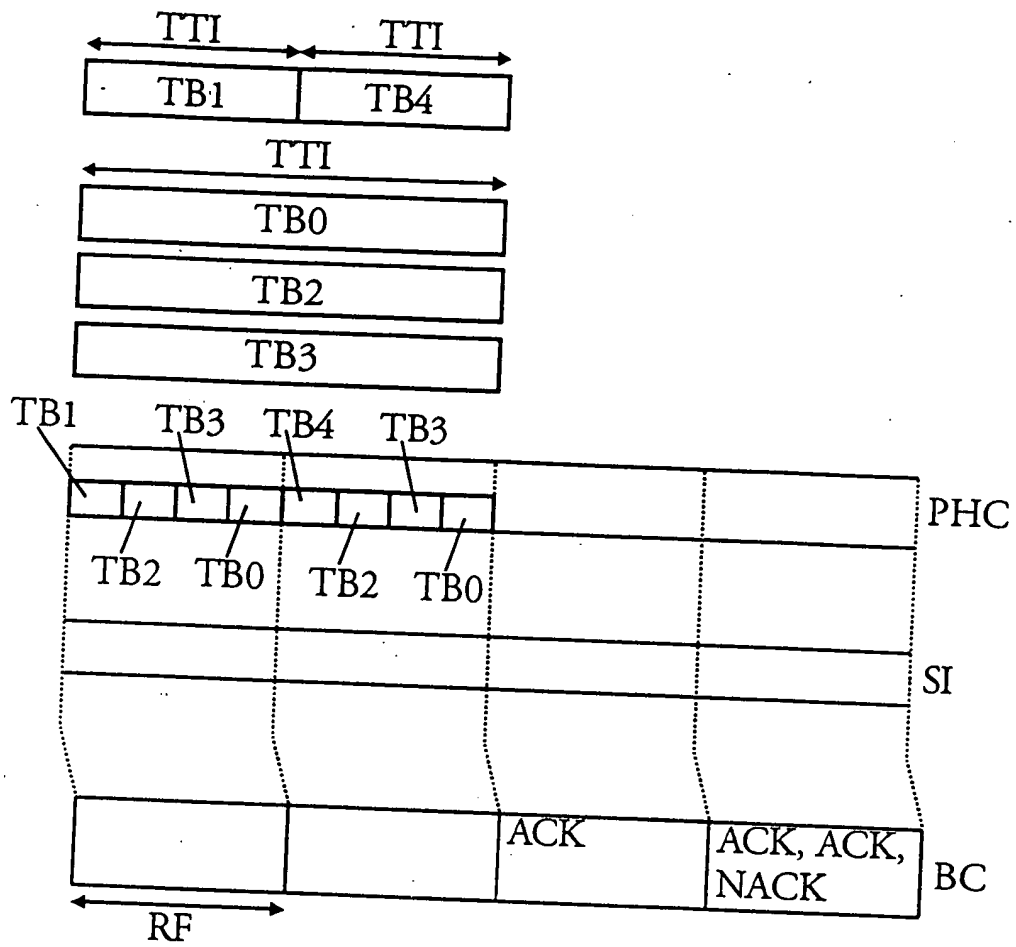 TTI TTI
TB1 TB4
TTI
TB0
TB2
TB3
TB1 TB3 TB4 TB3
PHC
TB2 TB0 TB2 TB0
SI
ACK ACK, ACK,
NACK
BC
RF